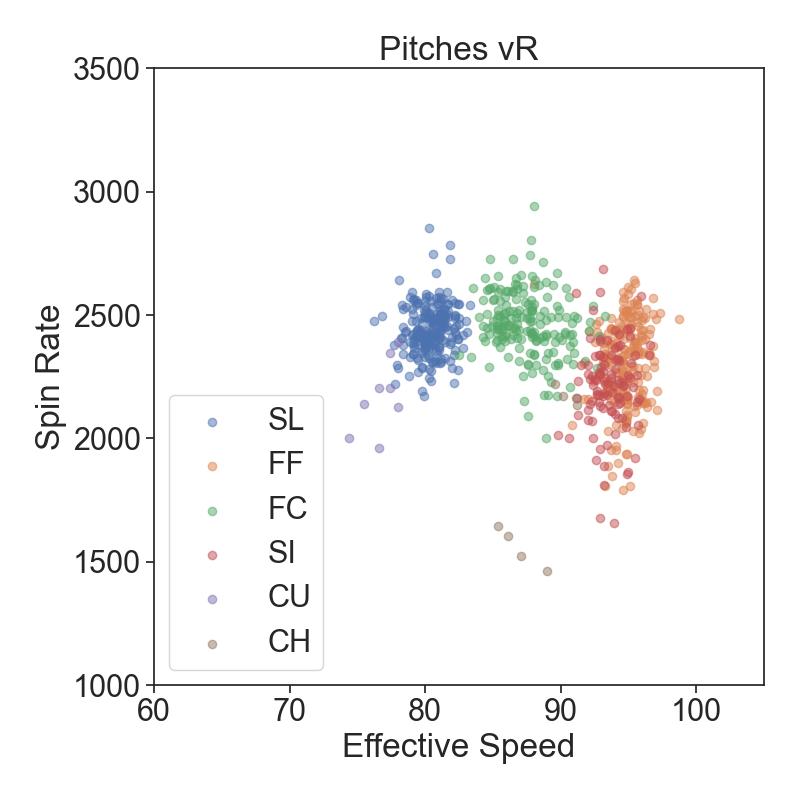 Pitches vR
3500
3000
2500
2000
1500
1000
Spin Rate
SL
FF
FC
SI
CU
CH
60 70 80 90 100
Effective Speed